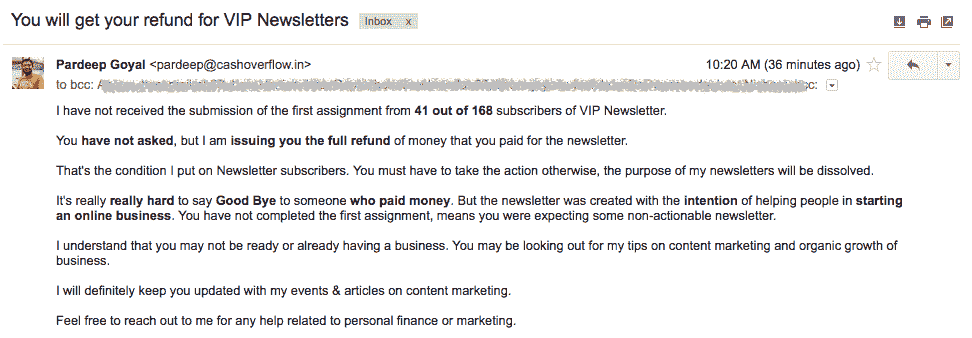 You will get your refund for VIP Newsletters Inbox x
Pardeep Goyal <pardeep@cashoverflow.in> 10:20 AM (36 minutes ago)
to bcc: c:
I have not received the submission of the first assignment from 41 out of 168 subscribers of VIP Newsletter.
You have not asked, but I am issuing you the full refund of money that you paid for the newsletter.
That's the condition I put on Newsletter subscribers. You must have to take the action otherwise, the purpose of my newsletters will be dissolved.
It's really really hard to say Good Bye to someone who paid money. But the newsletter was created with the intention of helping people in starting
an online business. You have not completed the first assignment, means you were expecting some non-actionable newsletter.
I understand that you may not be ready or already having a business. You may be looking out for my tips on content marketing and organic growth of
business.
I will definitely keep you updated with my events & articles on content marketing.
Feel free to reach out to me for any help related to personal finance or marketing.